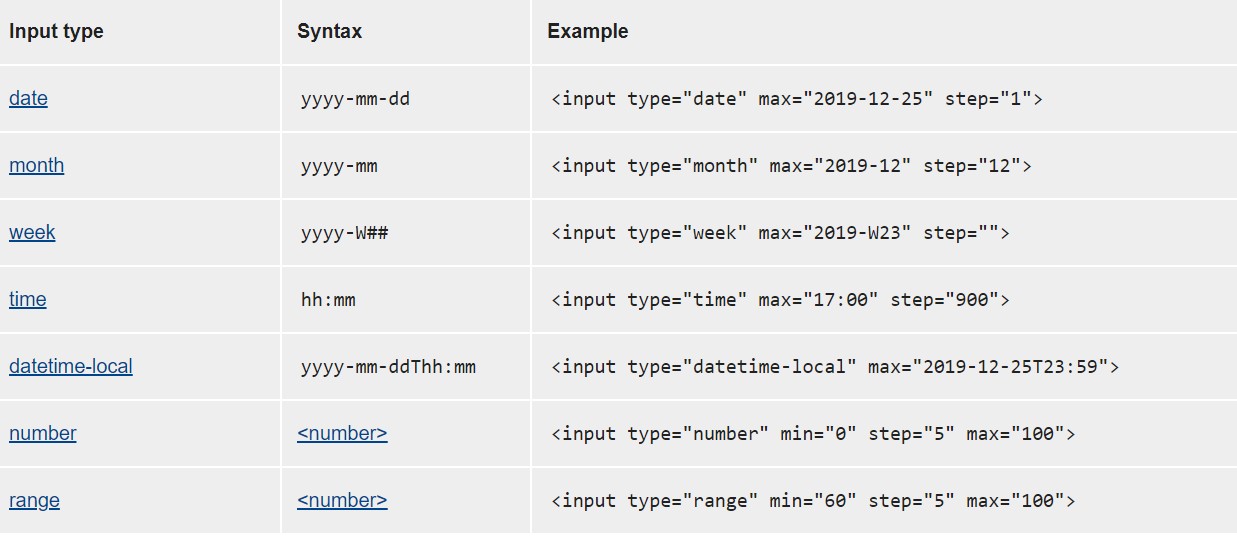 Input type Syntax Example
date yyyy-mm-dd <input type="date" max="2019-12-25" step="1">
month yyyy-mm <input type="month" max="2019-12" step="12">
week yyyy-W## <input type="week" max="2019-W23" step="">
time hh:mm <input type="time" max="17:00" step="900">
datetime-local yyyy-mm-ddThh:mm <input type="datetime-local" max="2019-12-25T23:59">
number <number> <input type="number" min="0" step="5" max="100">
range <number> <input type="range" min="60" step="5" max="100">